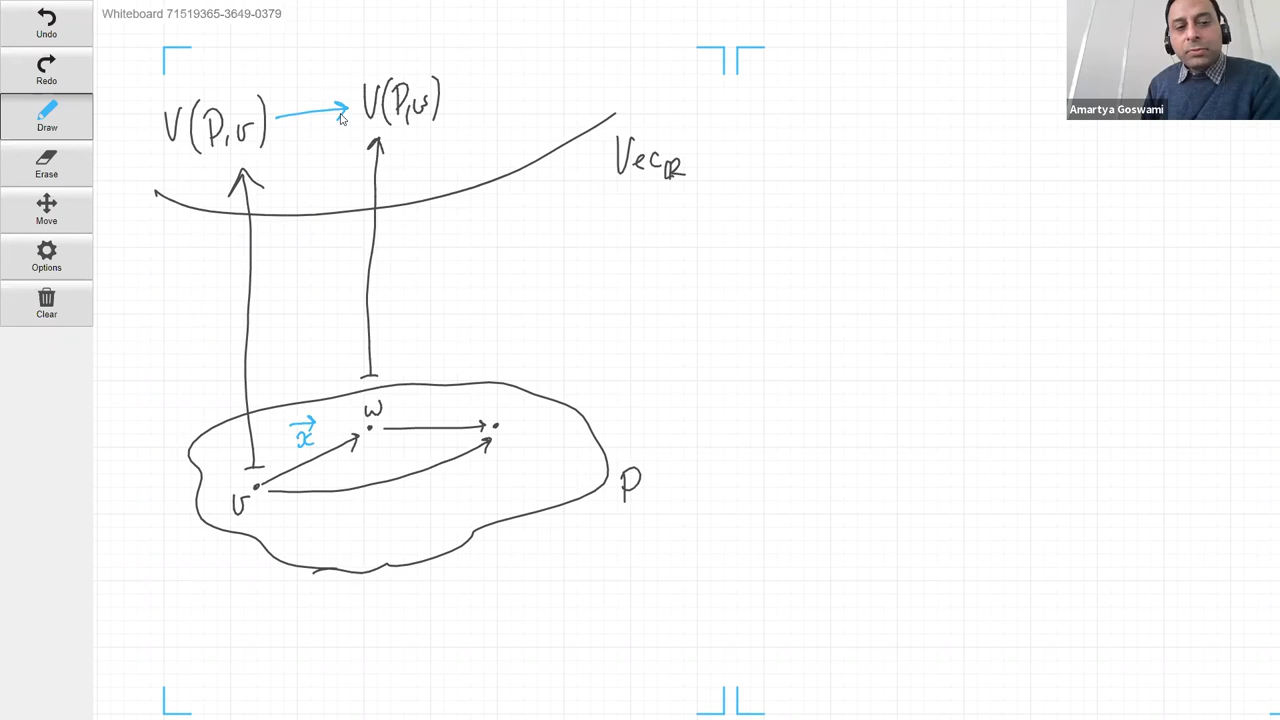 Whiteboard 71519365-3649-0379
Undo
Redo
Draw
Erase
Move
Options
Clear
Amartya Goswami
V(P,v) → V(P,w)
Vec_ℝ
x⃗
w
v
P